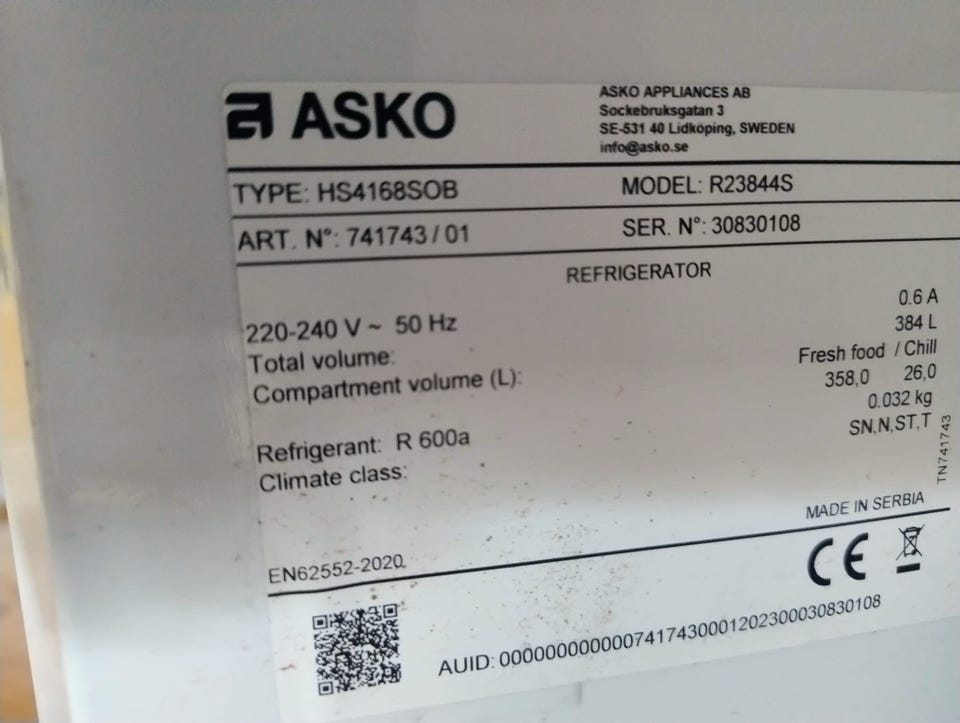 ASKO
ASKO APPLIANCES AB
Sockebruksgatan 3
SE-531 40 Lidköping, SWEDEN
info@asko.se
TYPE: HS4168SOB MODEL: R23844S
ART. N°: 741743 / 01 SER. N°: 30830108
REFRIGERATOR
220-240 V ~ 50 Hz 0.6 A
Total volume: 384 L
Compartment volume (L): Fresh food / Chill
358,0 26,0
Refrigerant: R 600a 0.032 kg
Climate class: SN,N,ST,T
TN741743
MADE IN SERBIA
EN62552-2020
CE
AUID: 0000000000007417430001202300030830108